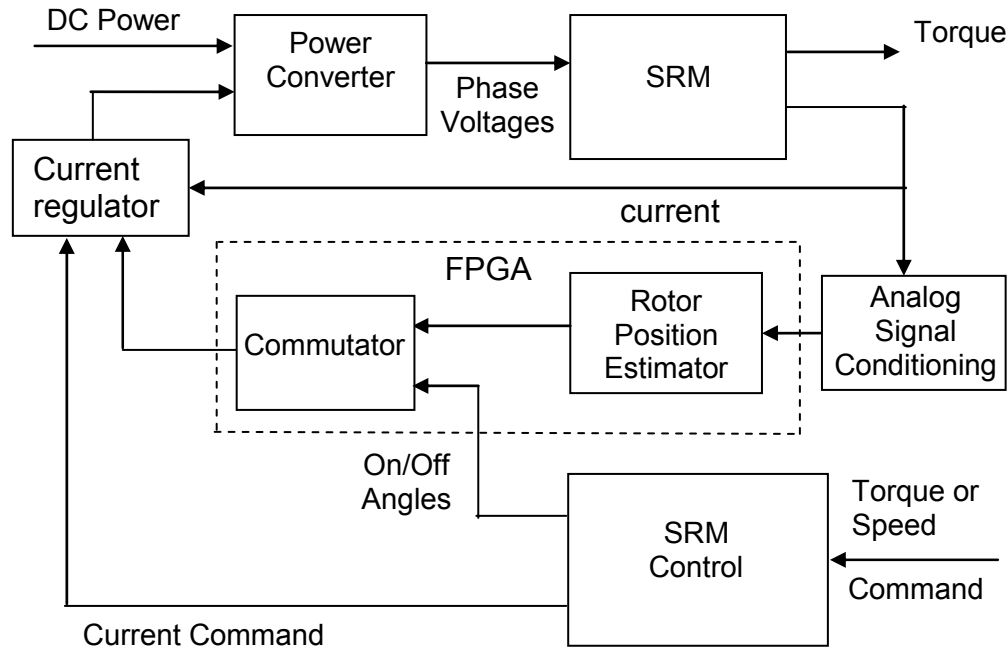 DC Power
Power
Converter
Phase
Voltages
SRM
Torque
Current
regulator
current
FPGA
Commutator
Rotor
Position
Estimator
Analog
Signal
Conditioning
On/Off
Angles
SRM
Control
Torque or
Speed
Command
Current Command